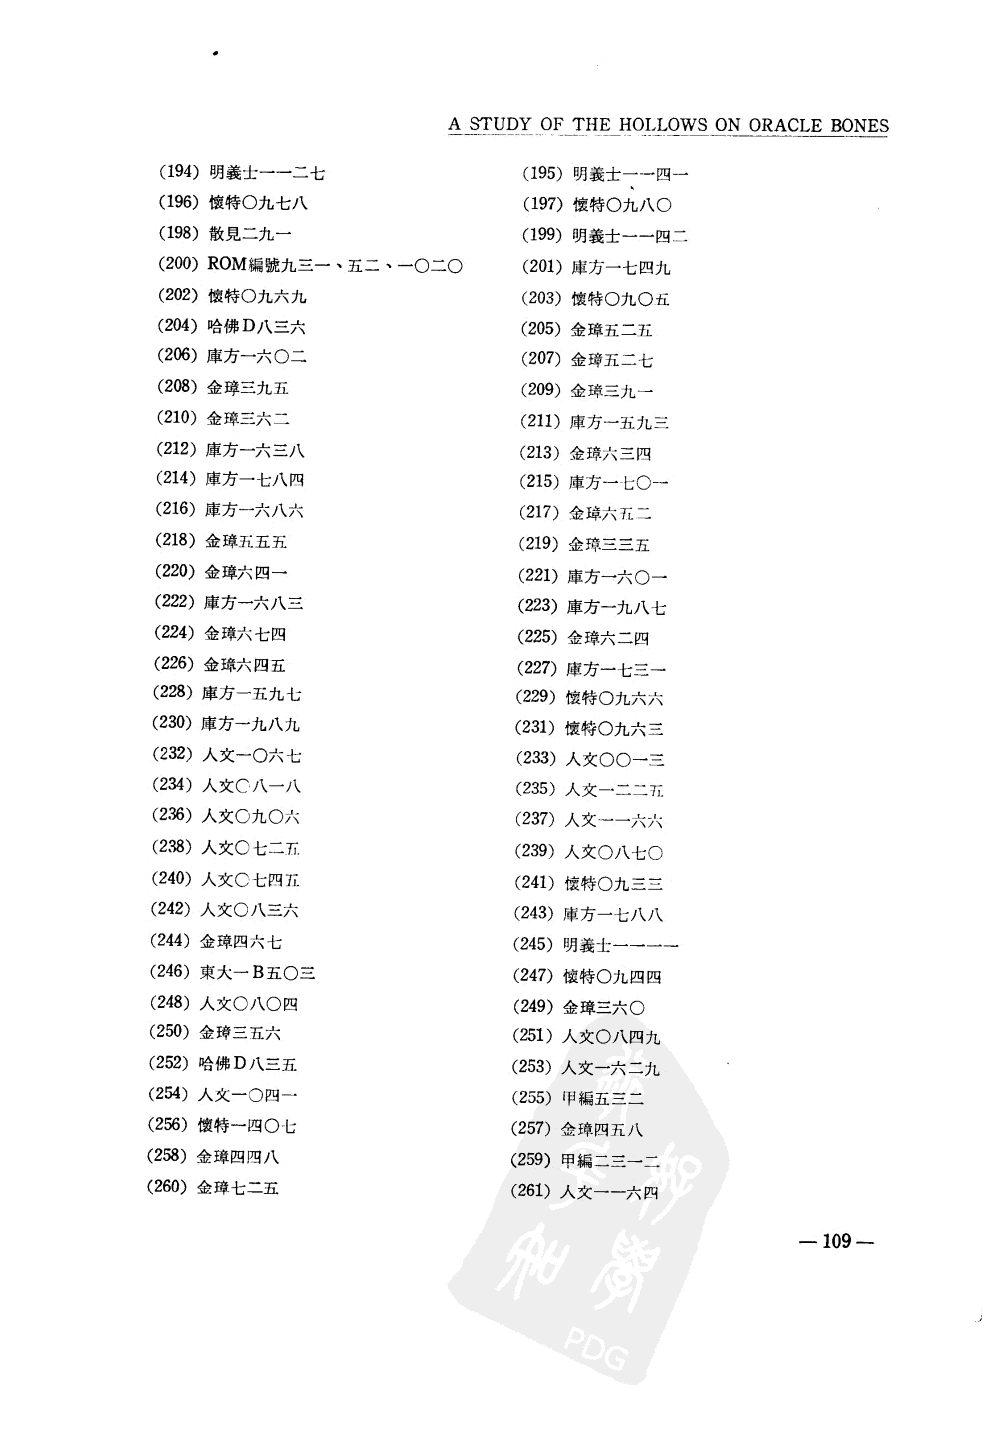 A STUDY OF THE HOLLOWS ON ORACLE BONES
(194) 明義士一一二七
(195) 明義士一一四一
(196) 懷特〇九七八
(197) 懷特〇九八〇
(198) 散見二九一
(199) 明義士一一四二
(200) ROM編號九三一、五二、一〇二〇
(201) 庫方一七四九
(202) 懷特〇九六九
(203) 懷特〇九〇五
(204) 哈佛D八三六
(205) 金璋五二五
(206) 庫方一六〇二
(207) 金璋五二七
(208) 金璋三九五
(209) 金璋三九一
(210) 金璋三六二
(211) 庫方一五九三
(212) 庫方一六三八
(213) 金璋六三四
(214) 庫方一七八四
(215) 庫方一七〇一
(216) 庫方一六八六
(217) 金璋六五二
(218) 金璋五五五
(219) 金璋三三五
(220) 金璋六四一
(221) 庫方一六〇一
(222) 庫方一六八三
(223) 庫方一九八七
(224) 金璋六七四
(225) 金璋六二四
(226) 金璋六四五
(227) 庫方一七三一
(228) 庫方一五九七
(229) 懷特〇九六六
(230) 庫方一九八九
(231) 懷特〇九六三
(232) 人文一〇六七
(233) 人文〇〇一三
(234) 人文〇八一八
(235) 人文一二二五
(236) 人文〇九〇六
(237) 人文一一六六
(238) 人文〇七二五
(239) 人文〇八七〇
(240) 人文〇七四五
(241) 懷特〇九三三
(242) 人文〇八三六
(243) 庫方一七八八
(244) 金璋四六七
(245) 明義士一一一一
(246) 東大一B五〇三
(247) 懷特〇九四四
(248) 人文〇八〇四
(249) 金璋三六〇
(250) 金璋三五六
(251) 人文〇八四九
(252) 哈佛D八三五
(253) 人文一六二九
(254) 人文一〇四一
(255) 甲編五三二
(256) 懷特一四〇七
(257) 金璋四五八
(258) 金璋四四八
(259) 甲編二三一二
(260) 金璋七二五
(261) 人文一一六四
— 109 —
PDG